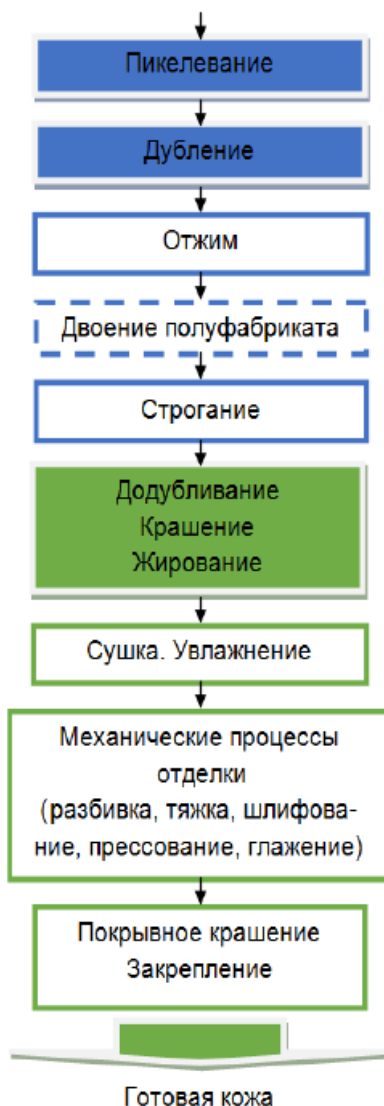 Пикелевание
Дубление
Отжим
Двоение полуфабриката
Строгание
Додубливание
Крашение
Жирование
Сушка. Увлажнение
Механические процессы
отделки
(разбивка, тяжка, шлифова-
ние, прессование, глажение)
Покрывное крашение
Закрепление
Готовая кожа